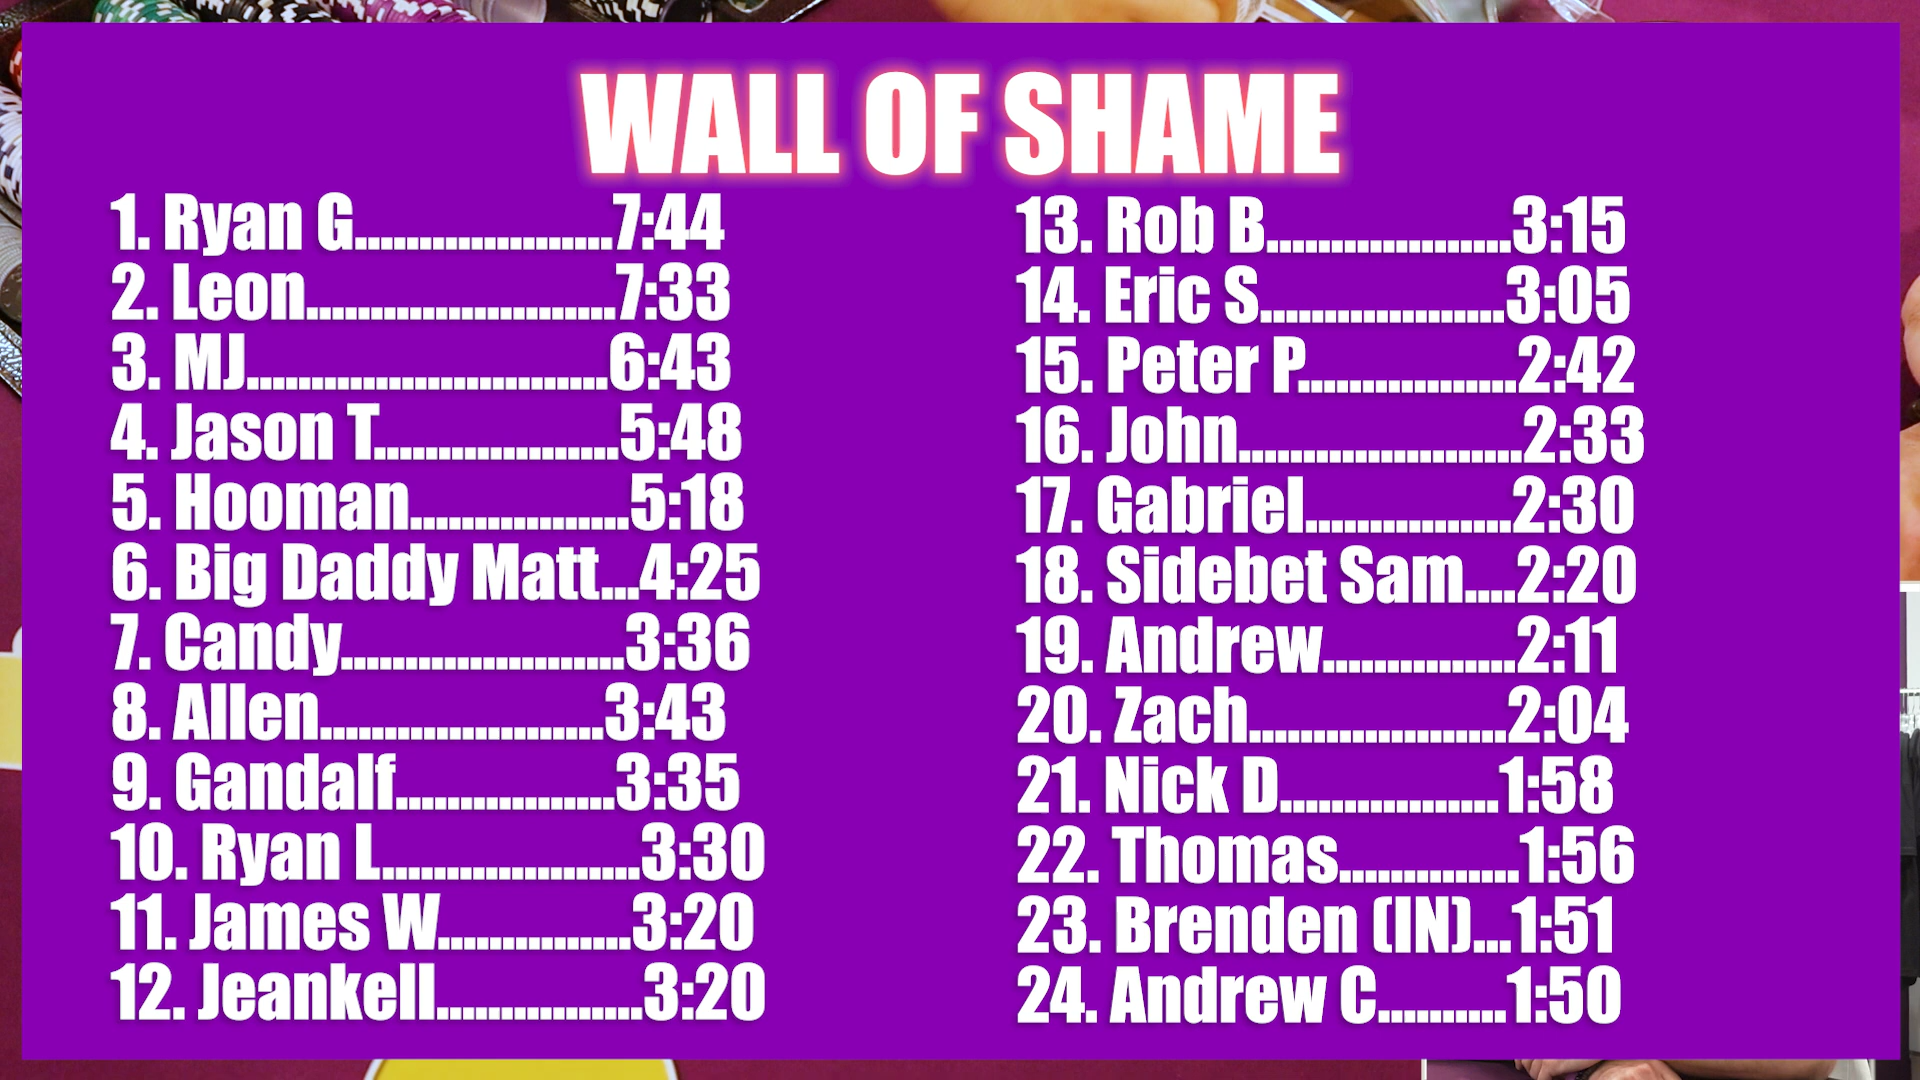 WALL OF SHAME
1. Ryan G....................7:44
2. Leon........................7:33
3. MJ............................6:43
4. Jason T...................5:48
5. Hooman.................5:18
6. Big Daddy Matt...4:25
7. Candy......................3:36
8. Allen......................3:43
9. Gandalf.................3:35
10. Ryan L....................3:30
11. James W...............3:20
12. Jeankell................3:20
13. Rob B...................3:15
14. Eric S...................3:05
15. Peter P.................2:42
16. John......................2:33
17. Gabriel................2:30
18. Sidebet Sam....2:20
19. Andrew...............2:11
20. Zach....................2:04
21. Nick D.................1:58
22. Thomas..............1:56
23. Brenden (IN)...1:51
24. Andrew C..........1:50